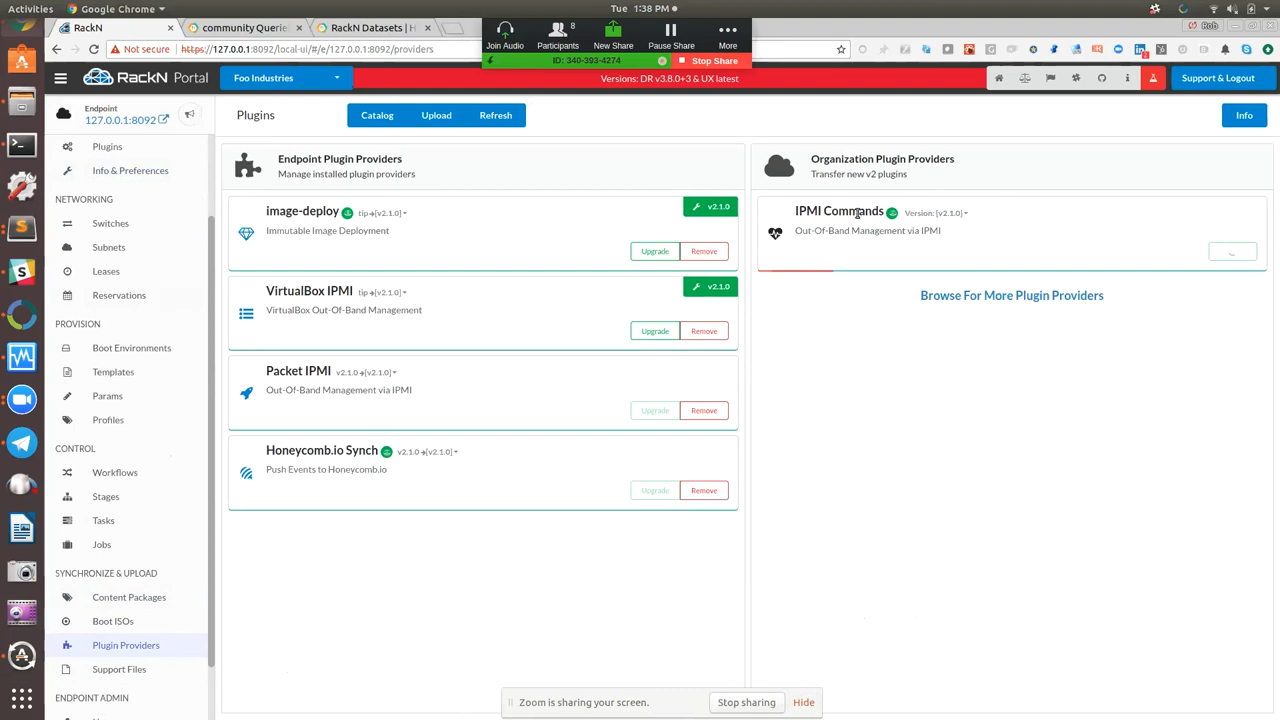 Activities
Google Chrome
Tue 1:38 PM
RackN
community Querie
RackN Datasets | H
Rob
Not secure
https://127.0.0.1:8092/local-ui/#/e/127.0.0.1:8092/providers
8
Join Audio
Participants
New Share
Pause Share
More
ID: 340-393-4274
Stop Share
RACKN Portal
Foo Industries
Versions: DR v3.8.0+3 & UX latest
Support & Logout
Endpoint
127.0.0.1:8092
Plugins
Catalog
Upload
Refresh
Info
Plugins
Info & Preferences
NETWORKING
Switches
Subnets
Leases
Reservations
PROVISION
Boot Environments
Templates
Params
Profiles
CONTROL
Workflows
Stages
Tasks
Jobs
SYNCHRONIZE & UPLOAD
Content Packages
Boot ISOs
Plugin Providers
Support Files
ENDPOINT ADMIN
Endpoint Plugin Providers
Manage installed plugin providers
image-deploy
tip➔[v2.1.0]
v2.1.0
Immutable Image Deployment
Upgrade
Remove
VirtualBox IPMI
tip➔[v2.1.0]
v2.1.0
VirtualBox Out-Of-Band Management
Upgrade
Remove
Packet IPMI
v2.1.0 ➔[v2.1.0]
Out-Of-Band Management via IPMI
Upgrade
Remove
Honeycomb.io Synch
v2.1.0 ➔[v2.1.0]
Push Events to Honeycomb.io
Upgrade
Remove
Organization Plugin Providers
Transfer new v2 plugins
IPMI Commands
Version: [v2.1.0]
Out-Of-Band Management via IPMI
Browse For More Plugin Providers
Zoom is sharing your screen.
Stop sharing
Hide